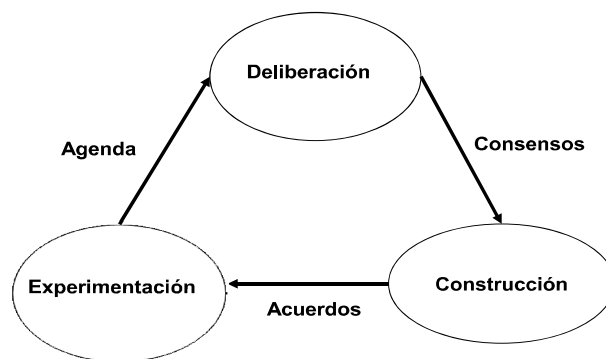 Deliberación
Agenda
Consensos
Experimentación
Construcción
Acuerdos